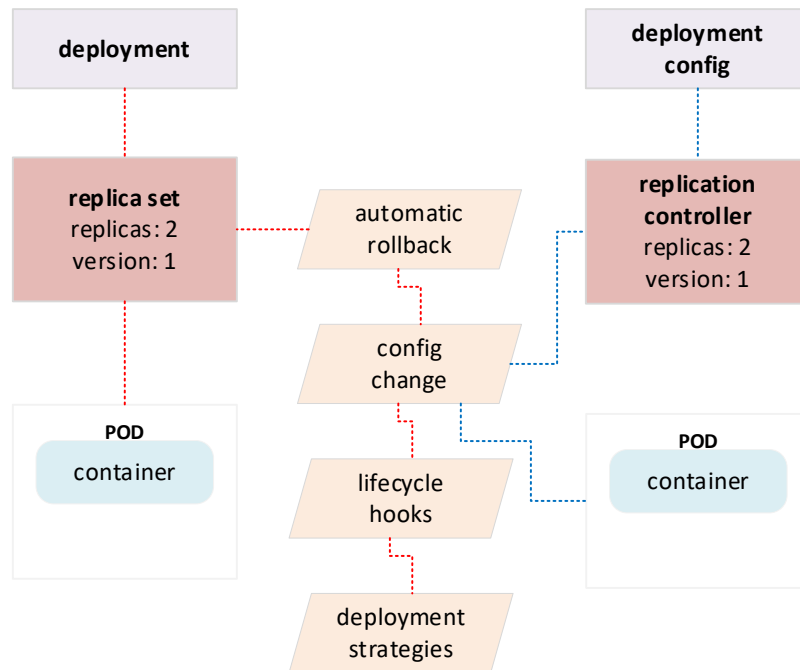 deployment
deployment
config
replica set
replicas: 2
version: 1
automatic
rollback
replication
controller
replicas: 2
version: 1
config
change
POD
container
POD
container
lifecycle
hooks
deployment
strategies